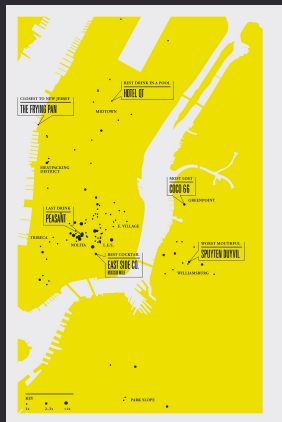 BEST DRINK IN A POOL
HOTEL QT
CLOSEST TO NEW JERSEY
THE FRYING PAN
MIDTOWN
MEATPACKING
DISTRICT
MOST LOST
COCO 66
GREENPOINT
LAST DRINK
PEASANT
E. VILLAGE
TRIBECA
NOLITA
L.E.S.
WORST MOUTHFUL
SPUYTEN DUYVIL
BEST COCKTAIL
EAST SIDE CO.
WILLIAMSBURG
KEY
PARK SLOPE